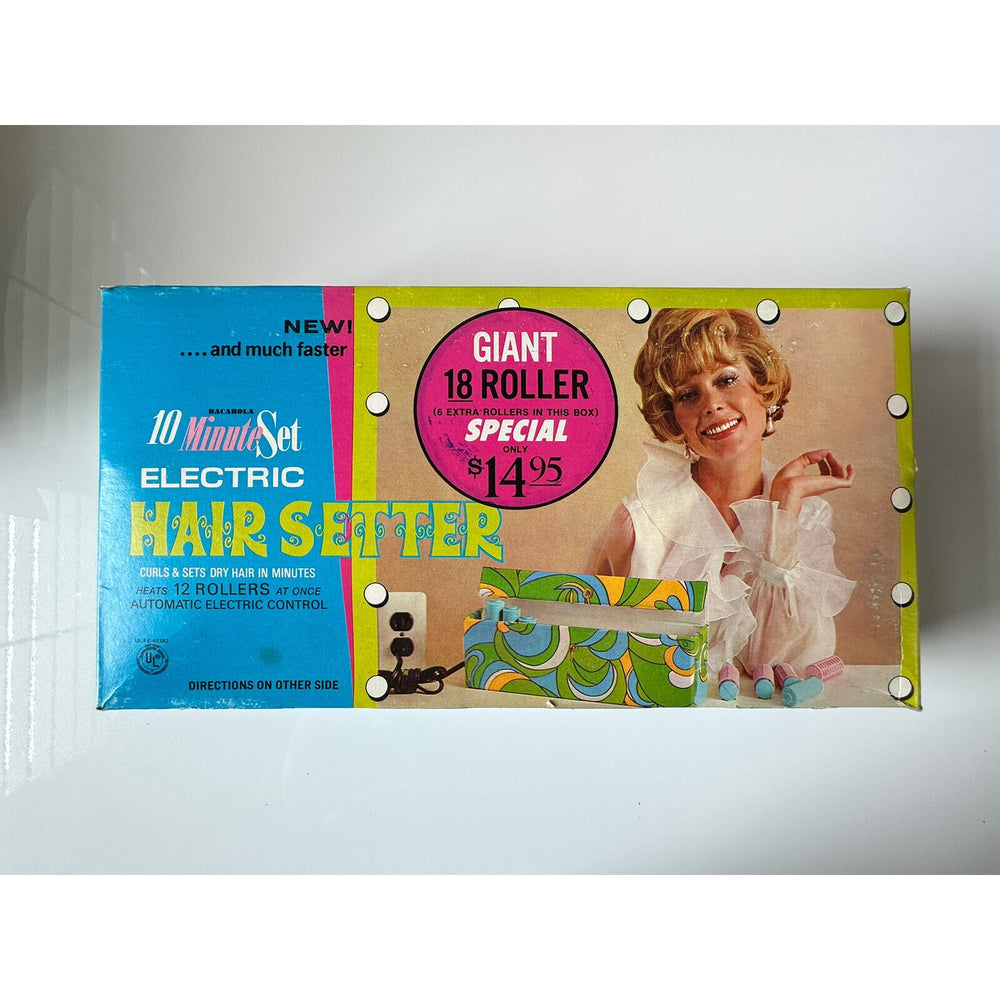 NEW!
....and much faster
BACAROLA
10 Minute Set
ELECTRIC
HAIR SETTER
CURLS & SETS DRY HAIR IN MINUTES
HEATS 12 ROLLERS AT ONCE
AUTOMATIC ELECTRIC CONTROL
UL
DIRECTIONS ON OTHER SIDE
GIANT
18 ROLLER
(6 EXTRA ROLLERS IN THIS BOX)
SPECIAL
ONLY
$14.95